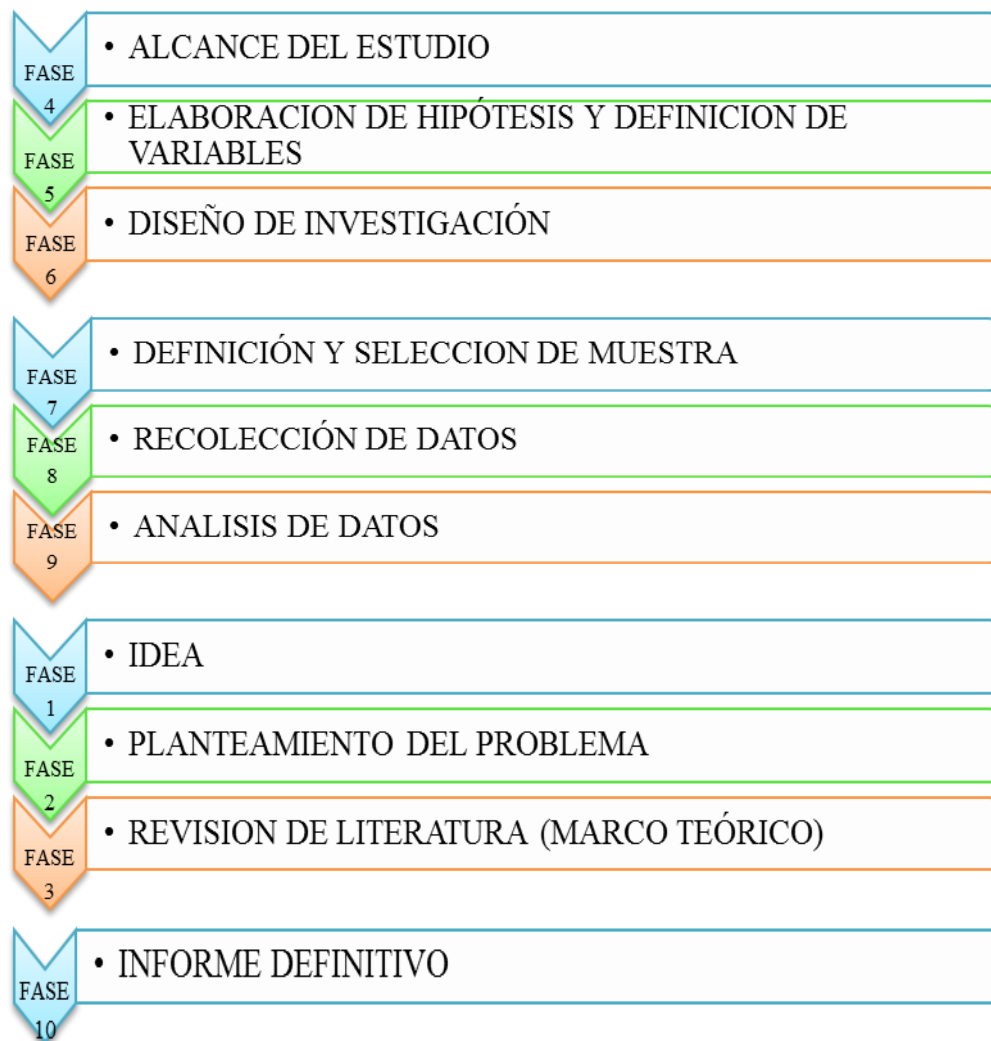 FASE
4
• ALCANCE DEL ESTUDIO
FASE
5
• ELABORACION DE HIPÓTESIS Y DEFINICION DE
VARIABLES
FASE
6
• DISEÑO DE INVESTIGACIÓN
FASE
7
• DEFINICIÓN Y SELECCION DE MUESTRA
FASE
8
• RECOLECCIÓN DE DATOS
FASE
9
• ANALISIS DE DATOS
FASE
1
• IDEA
FASE
2
• PLANTEAMIENTO DEL PROBLEMA
FASE
3
• REVISION DE LITERATURA (MARCO TEÓRICO)
FASE
10
• INFORME DEFINITIVO